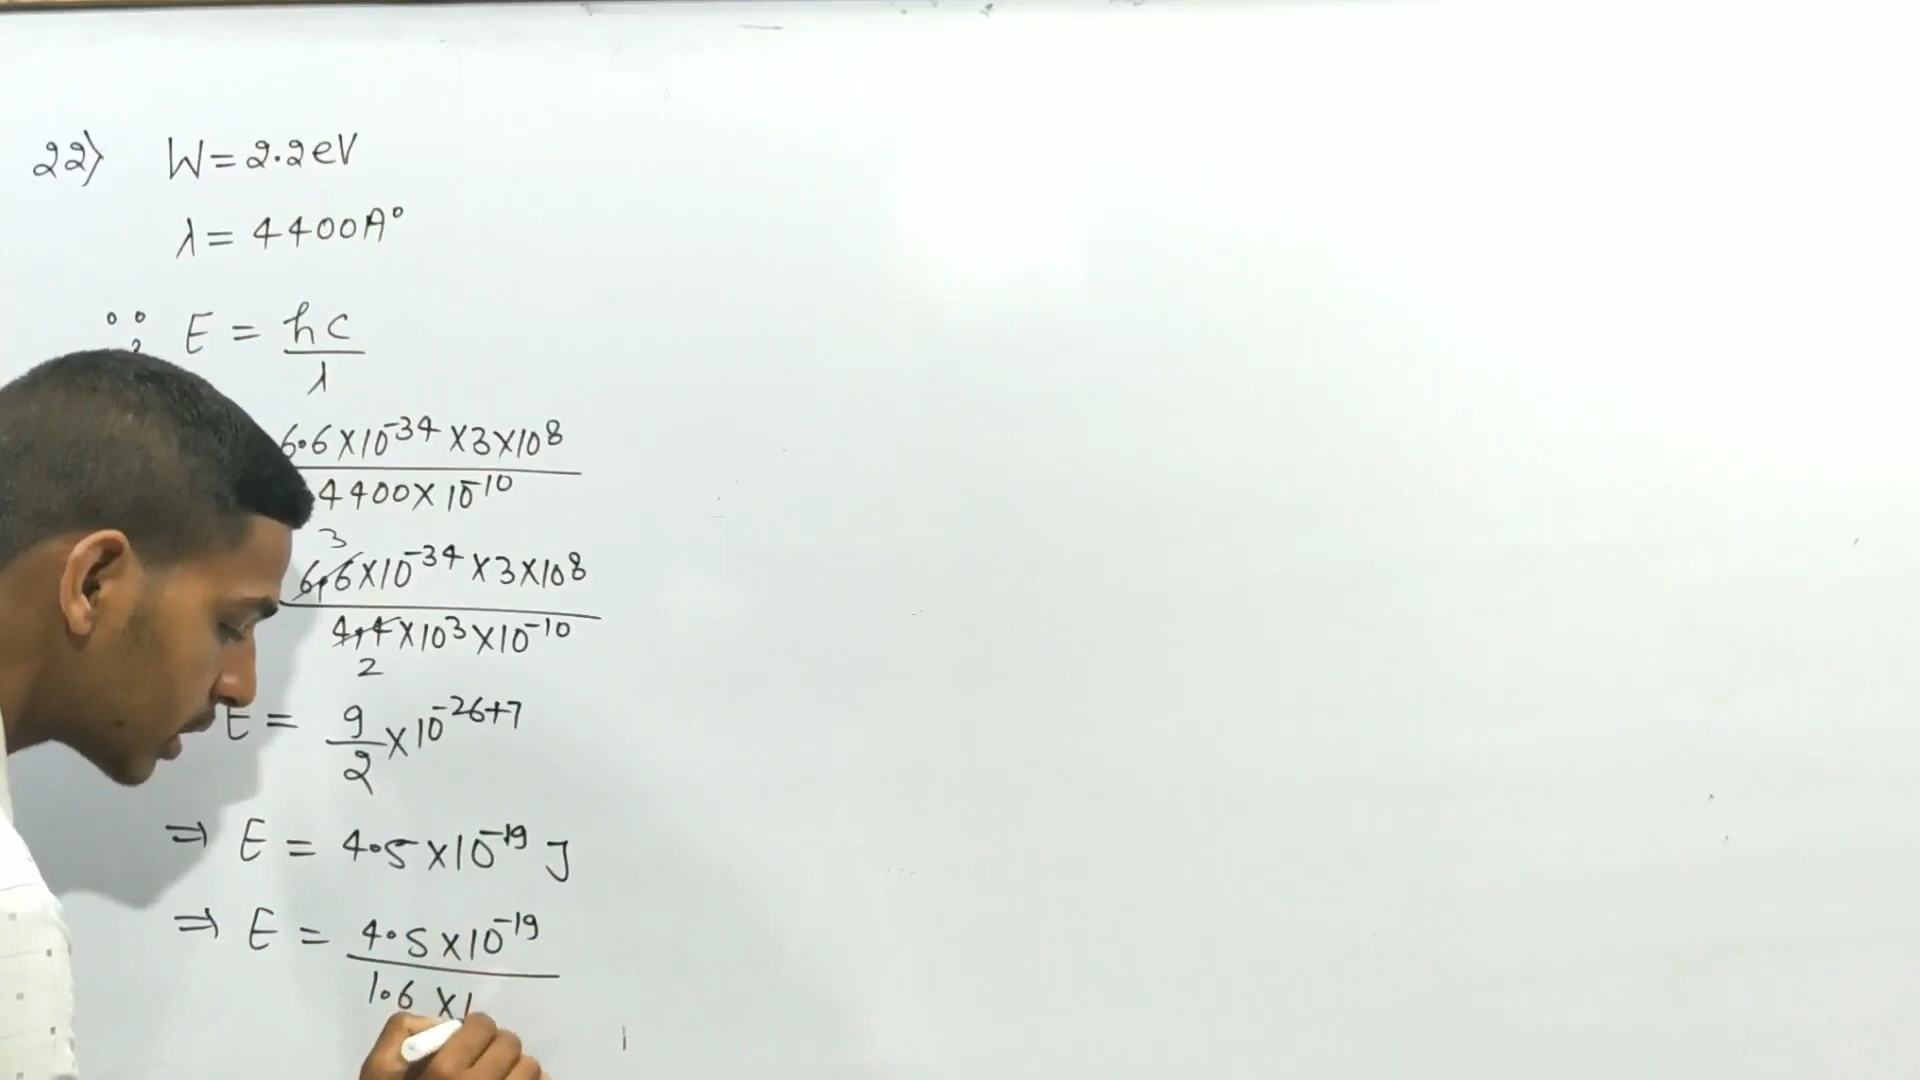 22) W = 2.2eV
λ = 4400A°
∵ E = hc
λ
6.6×10⁻³⁴ ×3×10⁸
4400×10⁻¹⁰
3
6.6×10⁻³⁴ ×3×10⁸
4.4×10³×10⁻¹⁰
2
E = 9/2 ×10⁻²⁶⁺⁷
⇒ E = 4.5×10⁻¹⁹ J
⇒ E = 4.5×10⁻¹⁹
1.6 ×1